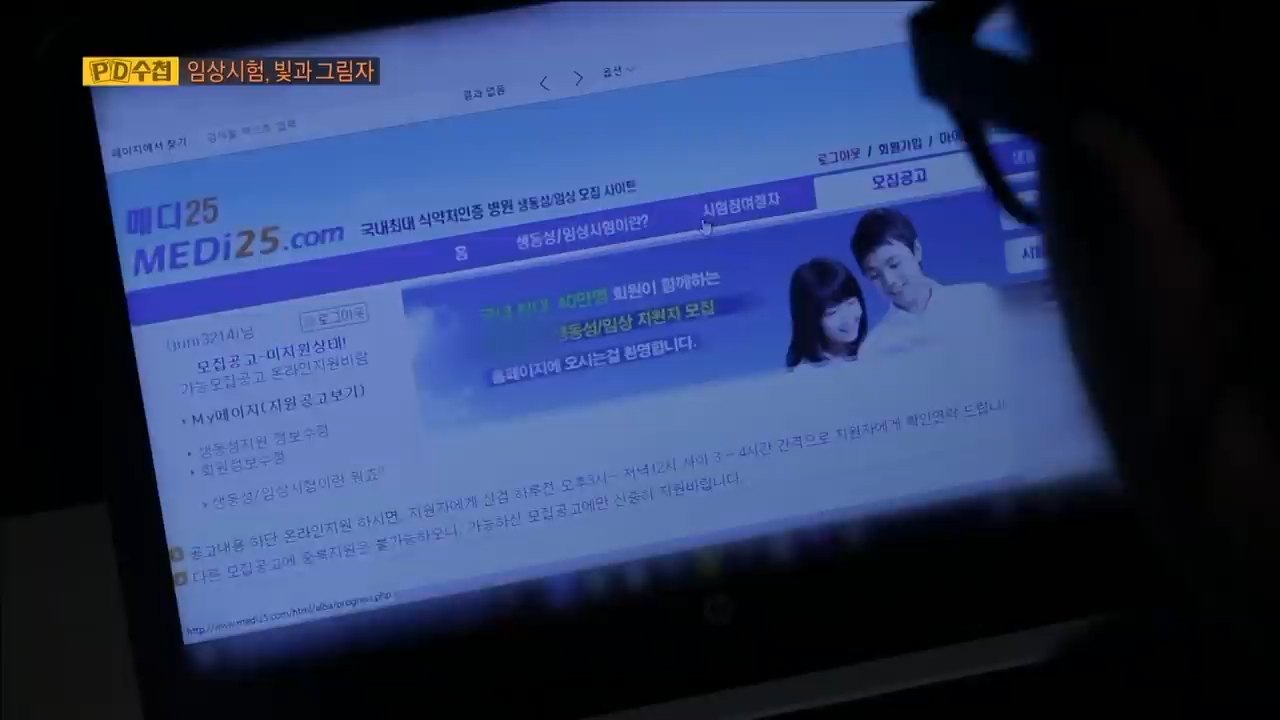 PD수첩 임상시험, 빛과 그림자
결과 없음 옵션
페이지에서 찾기
로그아웃 / 회원가입 / 마이
메디25
MEDi25.com 국내최대 식약처인증 병원 생동성/임상 모집 사이트
홈 생동성/임상시험이란? 시험참여절차 모집공고
로그아웃
모집공고-미지원상태!
가능모집공고 온라인지원바람
My페이지(지원공고보기)
생동성지원 정보수정
회원정보수정
생동성/임상시험이란 뭐죠!!
국내 최대 40만명 회원이 함께하는
생동성/임상 지원자 모집
홈페이지에 오시는걸 환영합니다.
공고내용 하단 온라인지원 하시면, 지원자에게 신검 하루전 오후3시~ 저녁12시 사이 3 ~ 4시간 간격으로 지원자에게 확인연락 드립니
다른 모집공고에 중복지원은 불가능하오니, 가능하신 모집공고에만 신중히 지원바랍니다.